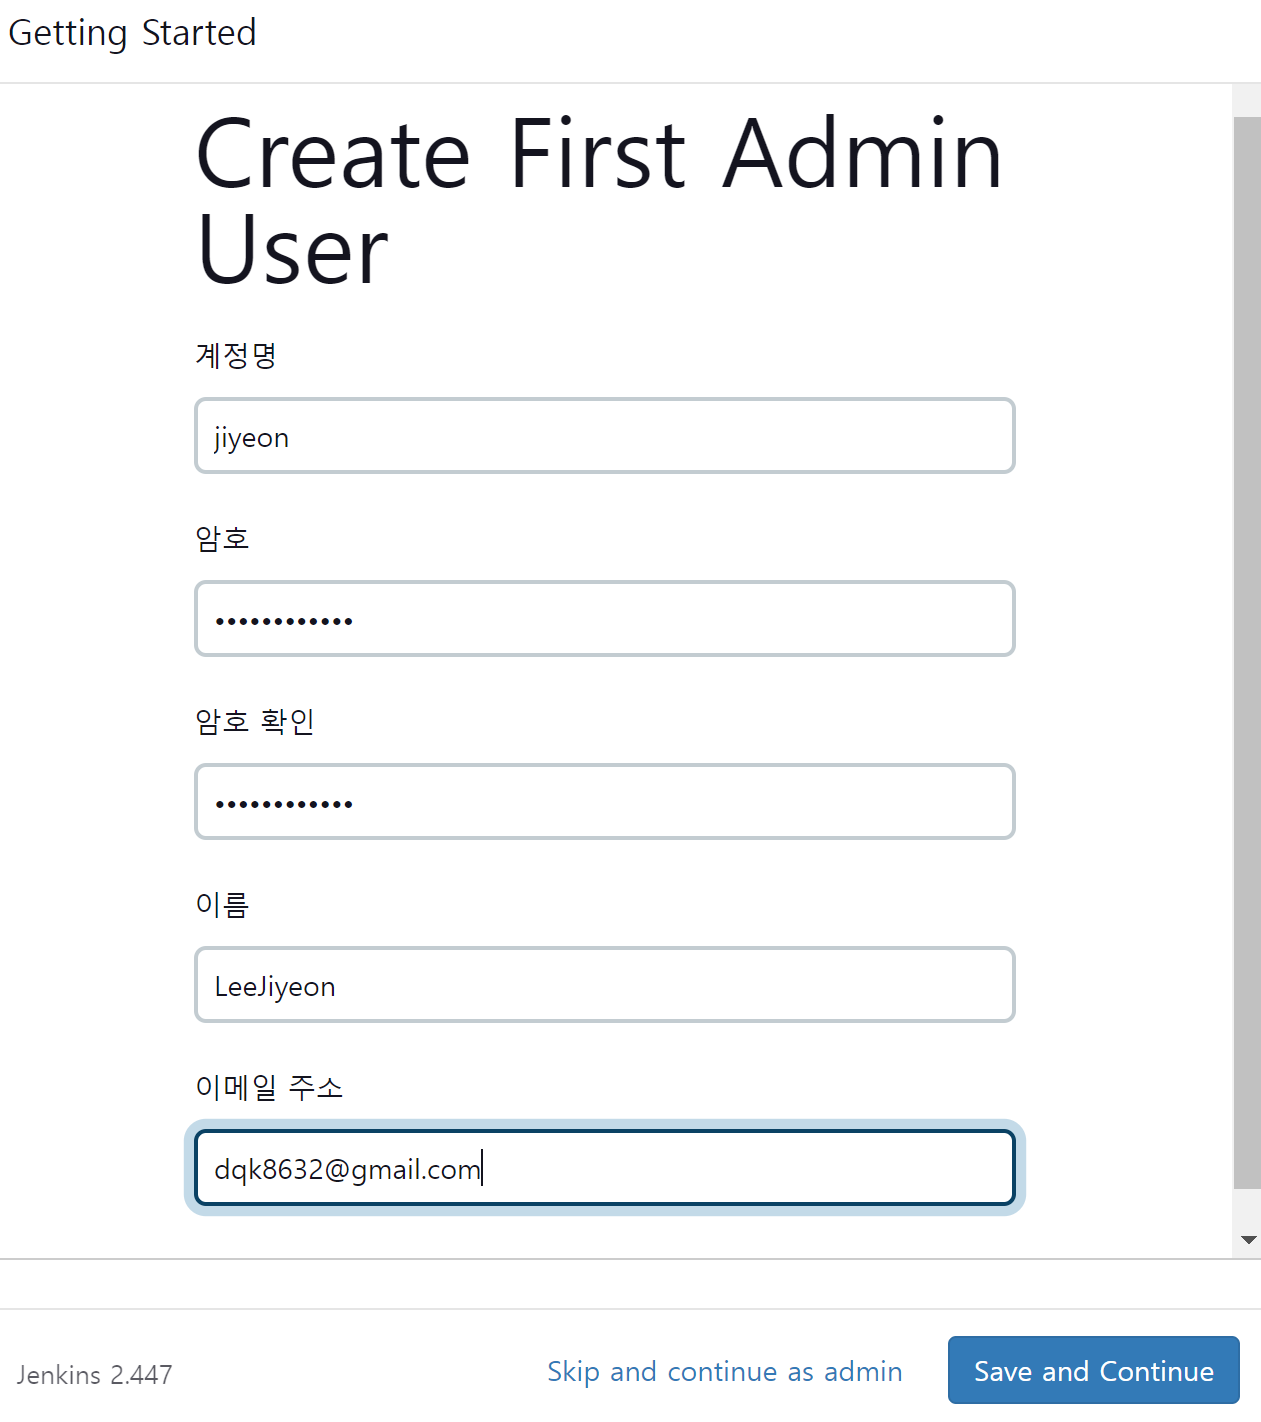 Getting Started
Create First Admin
User
계정명
jiyeon
암호
••••••••••••
암호 확인
••••••••••••
이름
LeeJiyeon
이메일 주소
dqk8632@gmail.com
Jenkins 2.447
Skip and continue as admin
Save and Continue